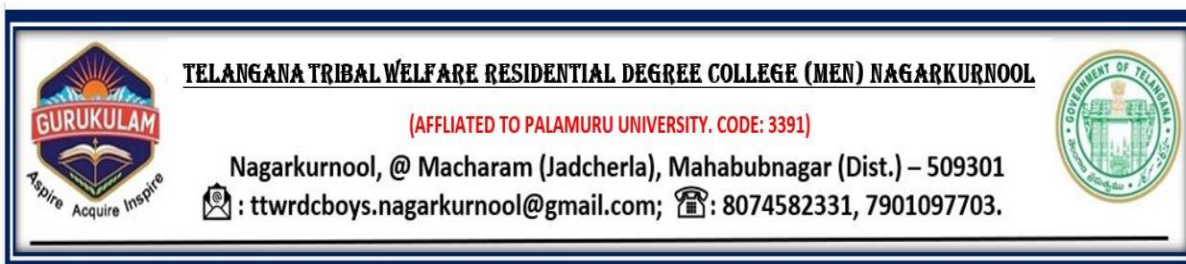 TELANGANA TRIBAL WELFARE RESIDENTIAL DEGREE COLLEGE (MEN) NAGARKURNOOL
(AFFLIATED TO PALAMURU UNIVERSITY. CODE: 3391)
Nagarkurnool, @ Macharam (Jadcherla), Mahabubnagar (Dist.) – 509301
: ttwrdcboys.nagarkurnool@gmail.com; : 8074582331, 7901097703.
GURUKULAM
Aspire Acquire Inspire
GOVERNMENT OF TELANGANA